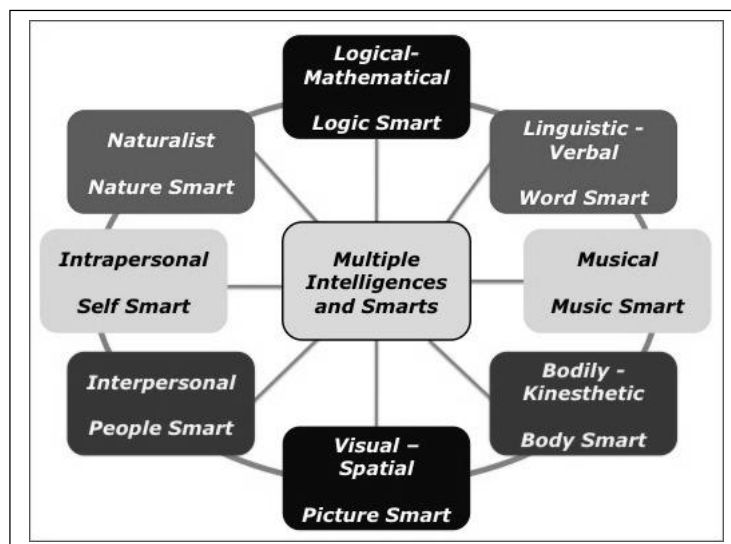 Logical-
Mathematical
Logic Smart
Linguistic -
Verbal
Word Smart
Musical
Music Smart
Bodily -
Kinesthetic
Body Smart
Visual –
Spatial
Picture Smart
Interpersonal
People Smart
Intrapersonal
Self Smart
Naturalist
Nature Smart
Multiple
Intelligences
and Smarts